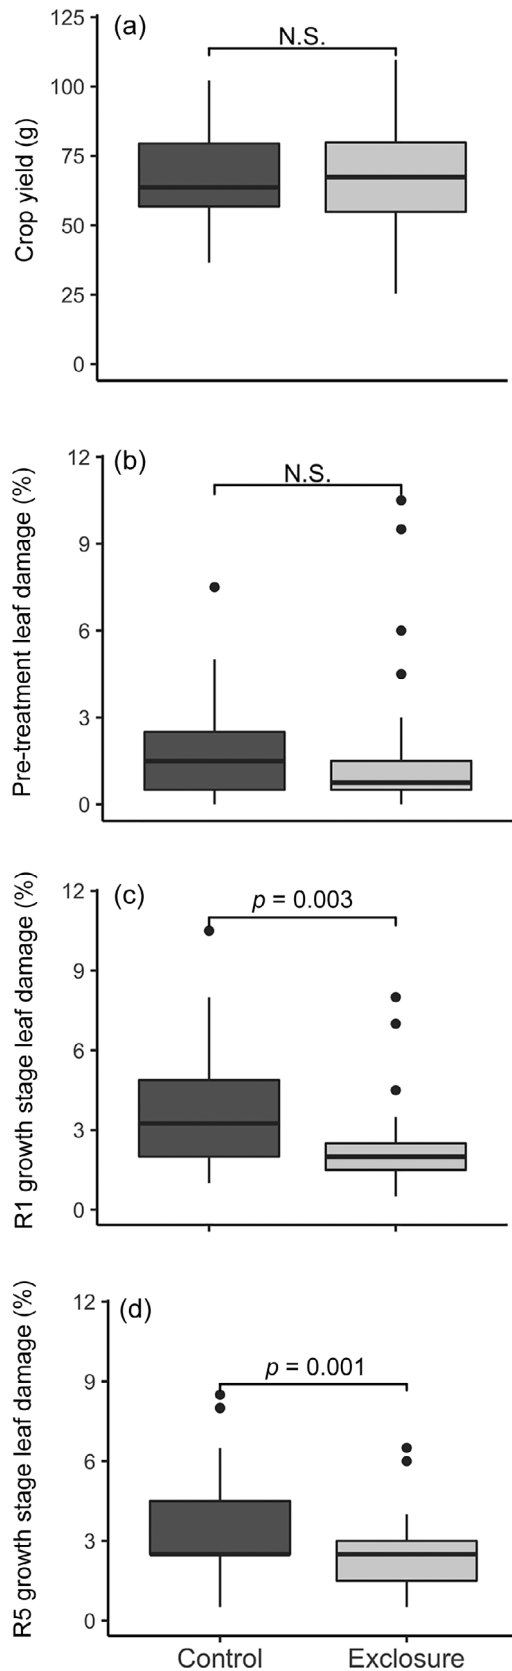 (a)
N.S.
Crop yield (g)
125
100
75
50
25
0
(b)
N.S.
Pre-treatment leaf damage (%)
12
9
6
3
0
(c)
p = 0.003
R1 growth stage leaf damage (%)
12
9
6
3
0
(d)
p = 0.001
R5 growth stage leaf damage (%)
12
9
6
3
0
Control Exclosure